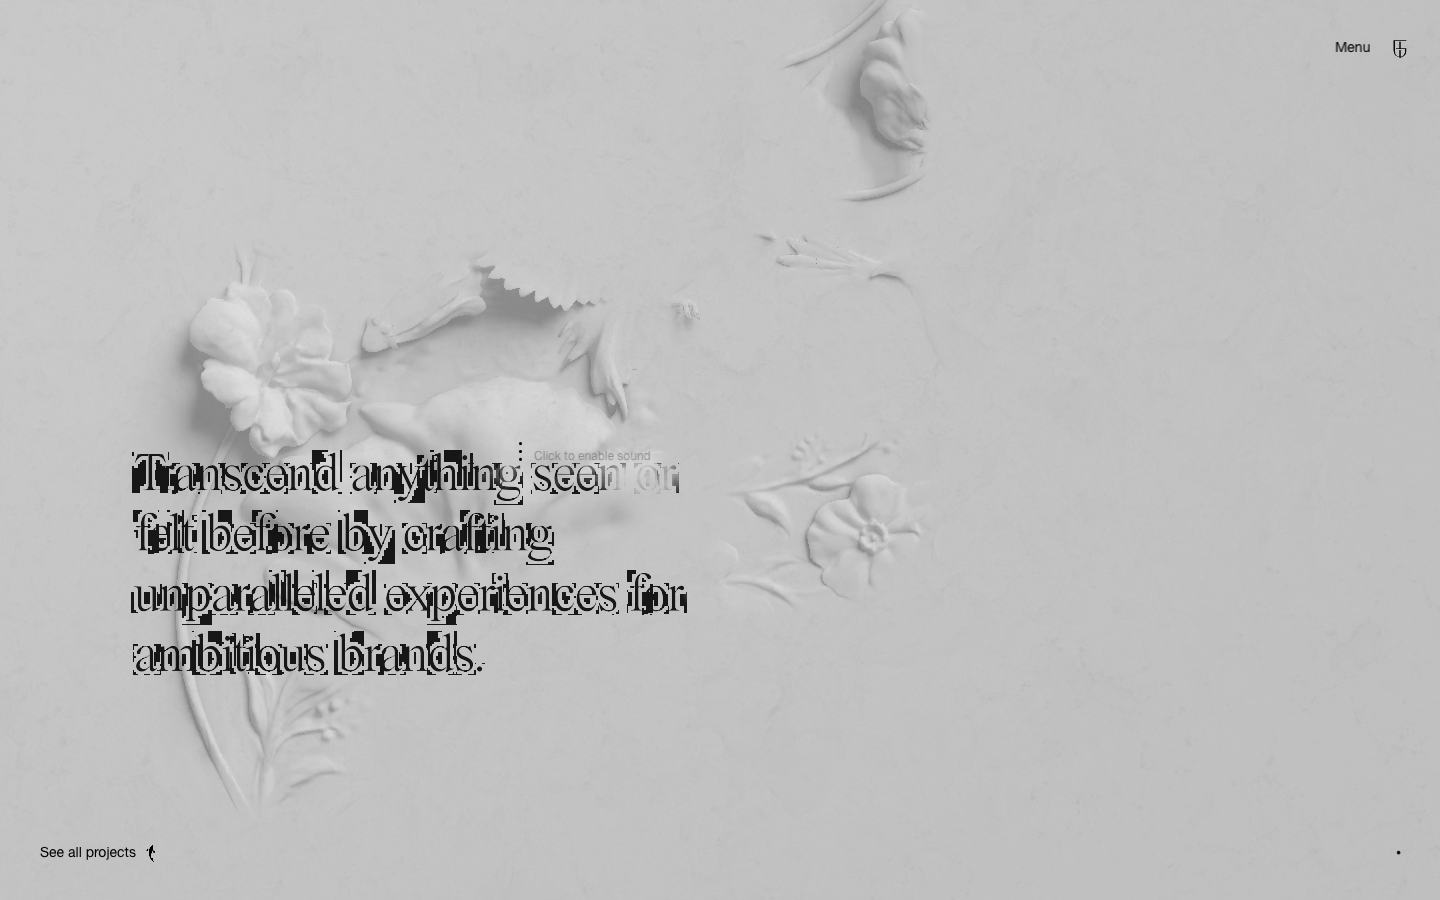 Menu
Click to enable sound
Transcend anything seen or
felt before by crafting
unparalleled experiences for
ambitious brands.
See all projects